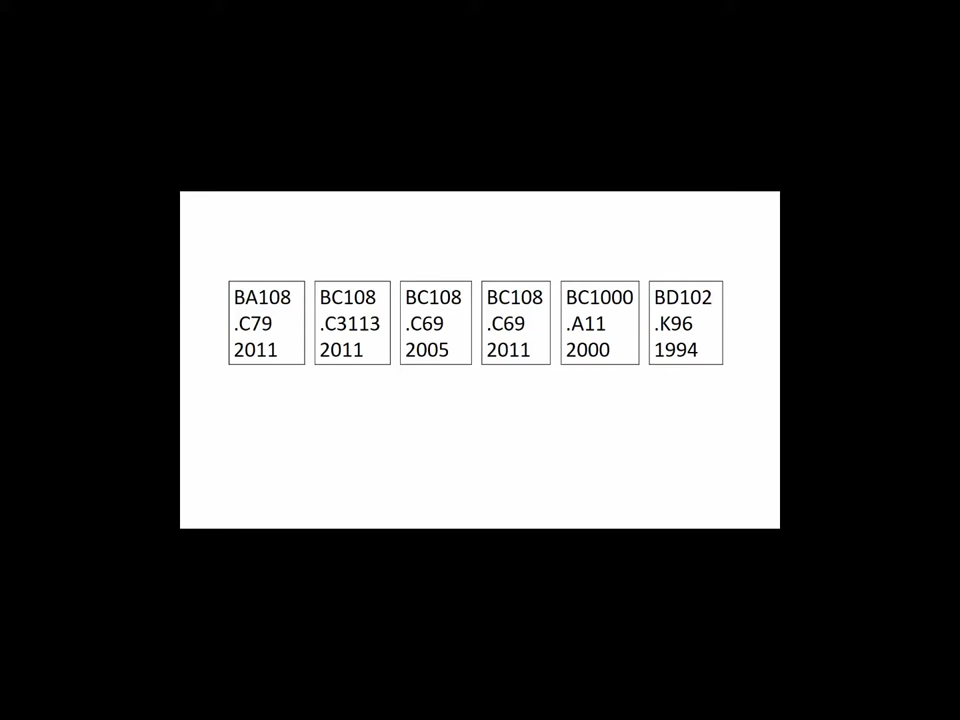 BA108
.C79
2011
BC108
.C3113
2011
BC108
.C69
2005
BC108
.C69
2011
BC1000
.A11
2000
BD102
.K96
1994